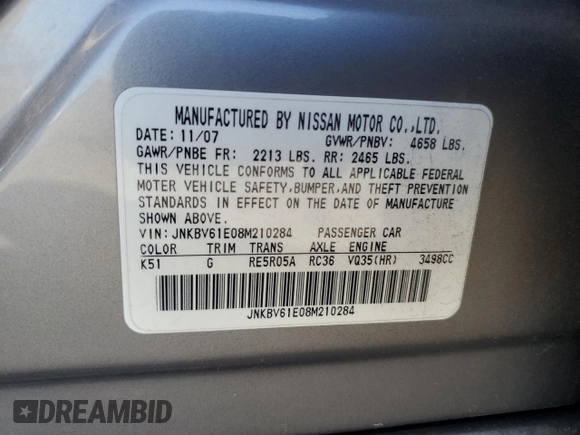 MANUFACTURED BY NISSAN MOTOR CO.,LTD.
DATE: 11/07 GVWR/PNBV: 4658 LBS.
GAWR/PNBE FR: 2213 LBS. RR: 2465 LBS.
THIS VEHICLE CONFORMS TO ALL APPLICABLE FEDERAL
MOTER VEHICLE SAFETY,BUMPER,AND THEFT PREVENTION
STANDARDS IN EFFECT ON THE DATE OF MANUFACTURE
SHOWN ABOVE.
VIN: JNKBV61E08M210284 PASSENGER CAR
COLOR TRIM TRANS AXLE ENGINE
K51 G RE5R05A RC36 VQ35(HR) 3498CC
JNKBV61E08M210284
DREAMBID